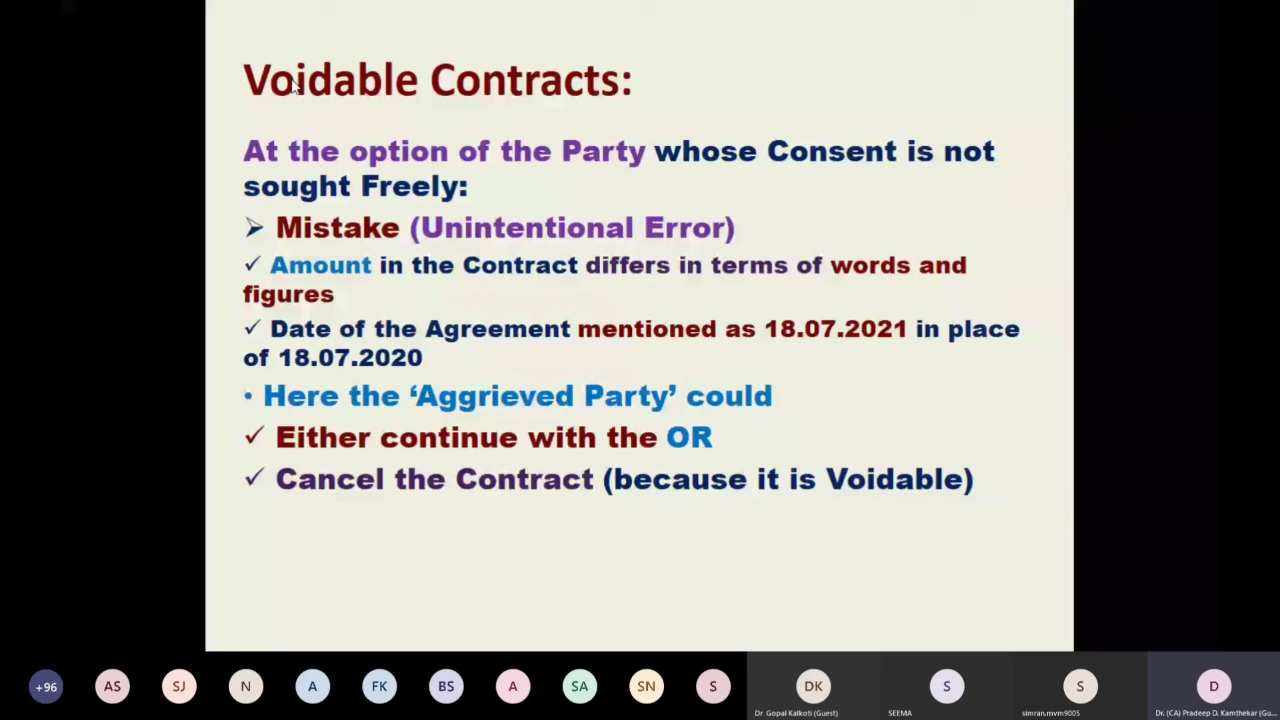 Voidable Contracts:
At the option of the Party whose Consent is not
sought Freely:
➢ Mistake (Unintentional Error)
✓ Amount in the Contract differs in terms of words and
figures
✓ Date of the Agreement mentioned as 18.07.2021 in place
of 18.07.2020
• Here the ‘Aggrieved Party’ could
✓ Either continue with the OR
✓ Cancel the Contract (because it is Voidable)
+96 AS SJ N A FK BS A SA SN S DK S S D
Dr Gopal Kalkoti (Guest) SEEMA simran.mvm9005 Dr. (CA) Pradeep D. Kamthekar (Gu...